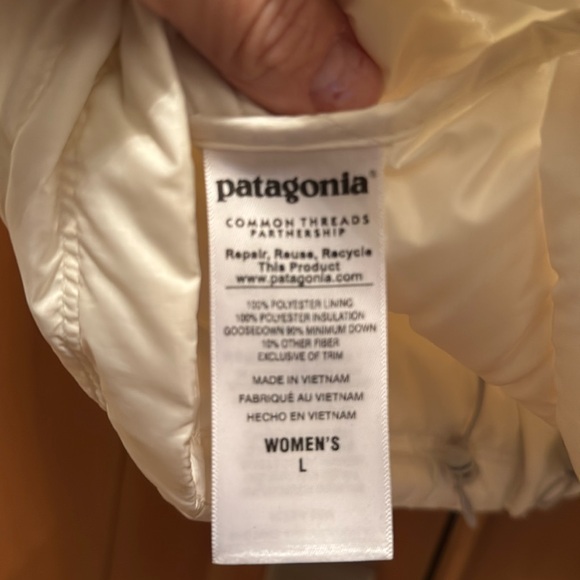 patagonia®
COMMON THREADS
PARTNERSHIP
Repair, Reuse, Recycle
This Product
www.patagonia.com
100% POLYESTER LINING
100% POLYESTER INSULATION
GOOSEDOWN 90% MINIMUM DOWN
10% OTHER FIBER
EXCLUSIVE OF TRIM
MADE IN VIETNAM
FABRIQUÉ AU VIETNAM
HECHO EN VIETNAM
WOMEN'S
L